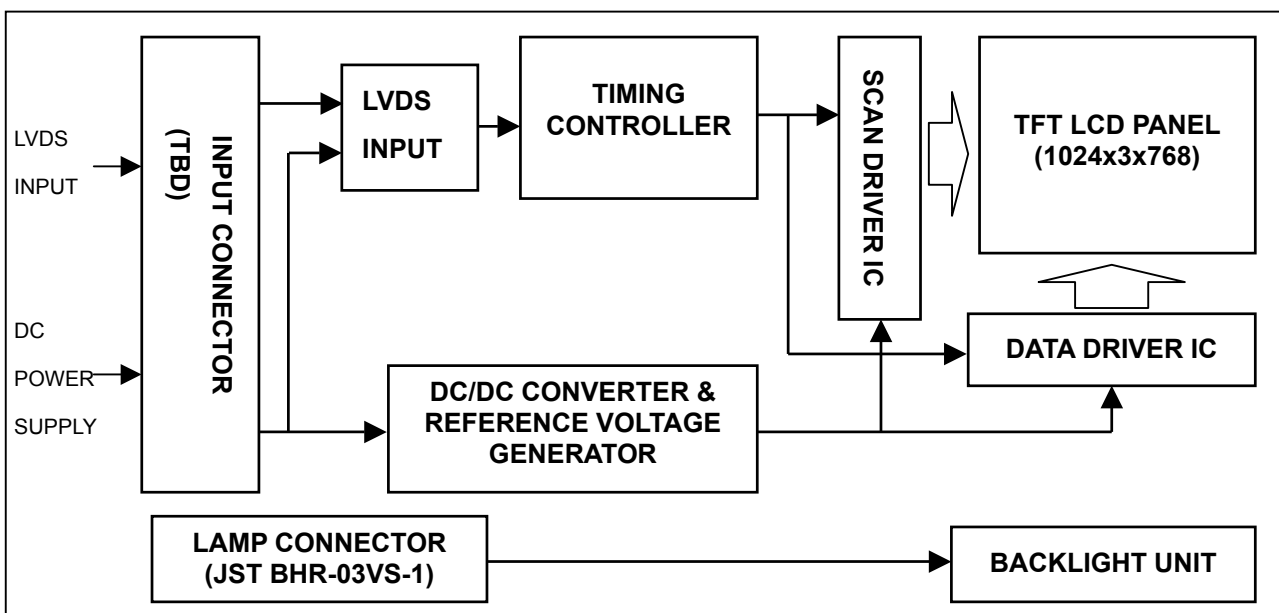 LVDS
INPUT
DC
POWER
SUPPLY
INPUT CONNECTOR
(TBD)
LVDS
INPUT
TIMING
CONTROLLER
SCAN DRIVER IC
TFT LCD PANEL
(1024x3x768)
DATA DRIVER IC
DC/DC CONVERTER &
REFERENCE VOLTAGE
GENERATOR
LAMP CONNECTOR
(JST BHR-03VS-1)
BACKLIGHT UNIT